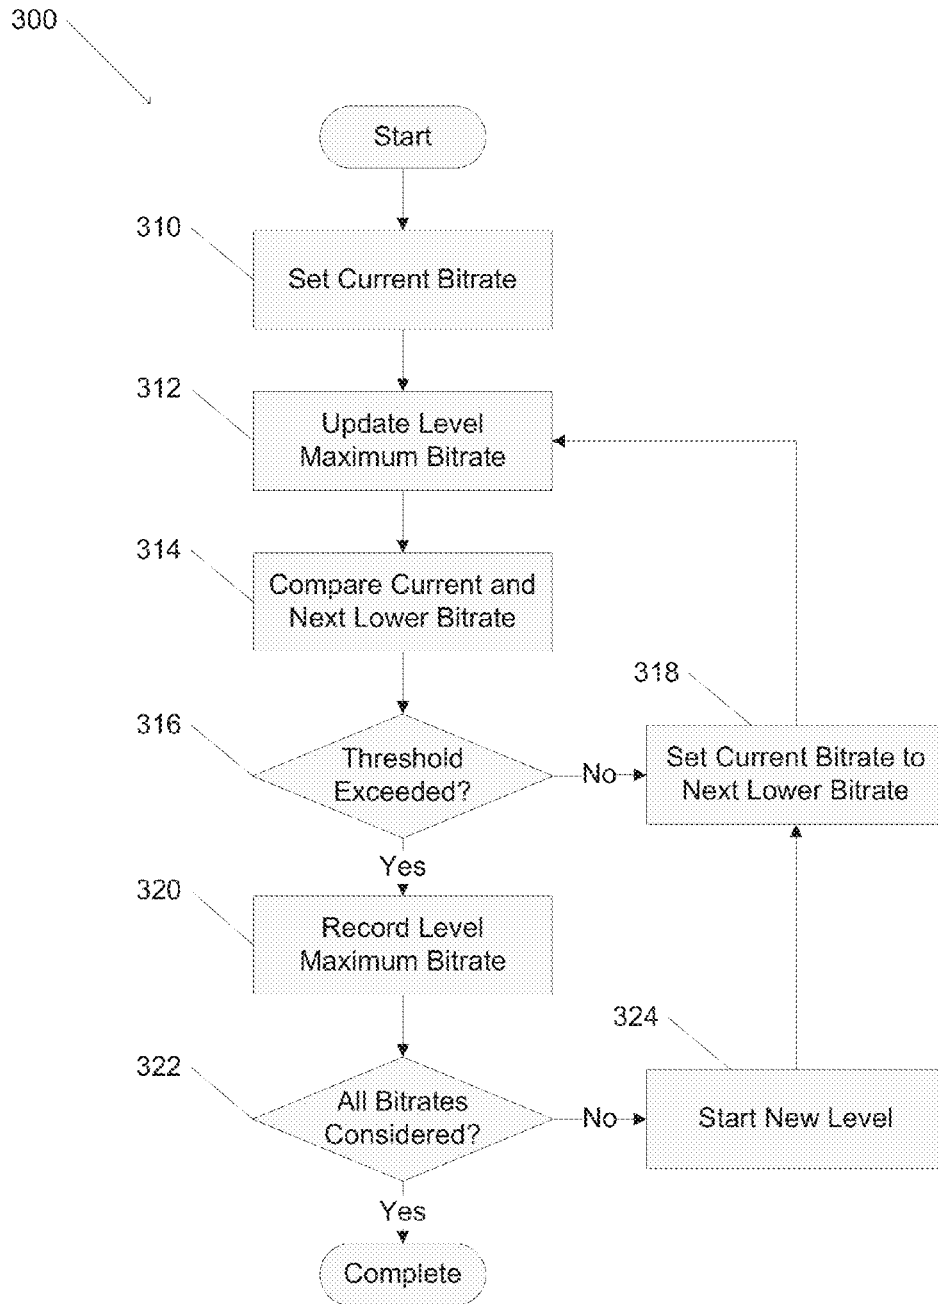 300
Start
310
Set Current Bitrate
312
Update Level
Maximum Bitrate
314
Compare Current and
Next Lower Bitrate
316
Threshold
Exceeded?
No
318
Set Current Bitrate to
Next Lower Bitrate
Yes
320
Record Level
Maximum Bitrate
322
All Bitrates
Considered?
No
324
Start New Level
Yes
Complete